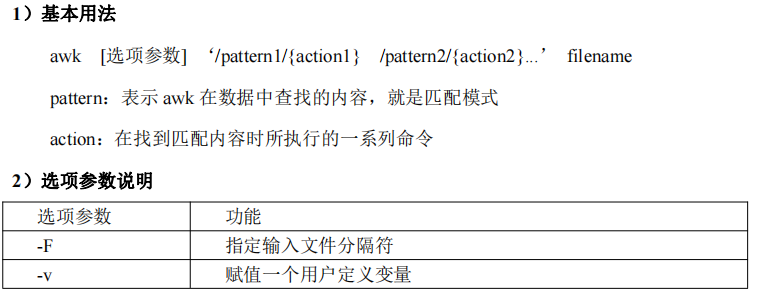 1）基本用法
awk [选项参数] ‘/pattern1/{action1} /pattern2/{action2}...’ filename
pattern：表示 awk 在数据中查找的内容，就是匹配模式
action：在找到匹配内容时所执行的一系列命令
2）选项参数说明
选项参数 功能
-F 指定输入文件分隔符
-v 赋值一个用户定义变量